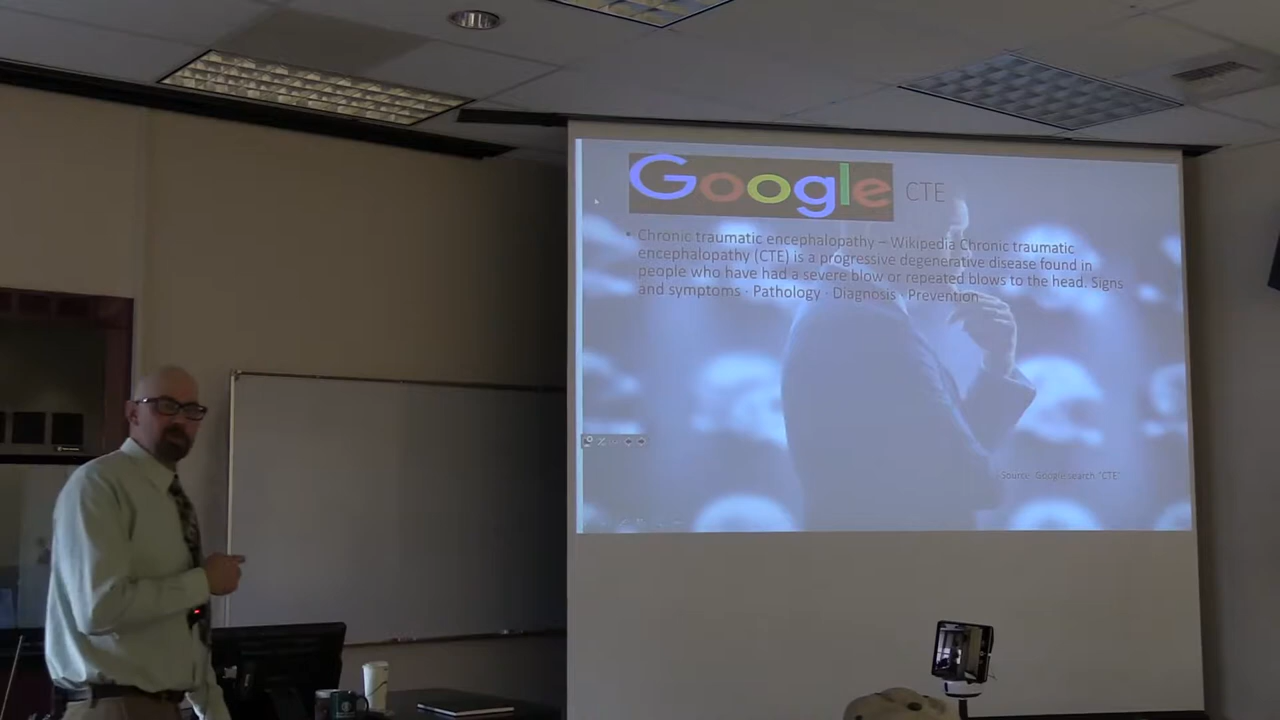 Google CTE
• Chronic traumatic encephalopathy – Wikipedia Chronic traumatic
encephalopathy (CTE) is a progressive degenerative disease found in
people who have had a severe blow or repeated blows to the head. Signs
and symptoms · Pathology · Diagnosis · Prevention
Source: Google search "CTE"